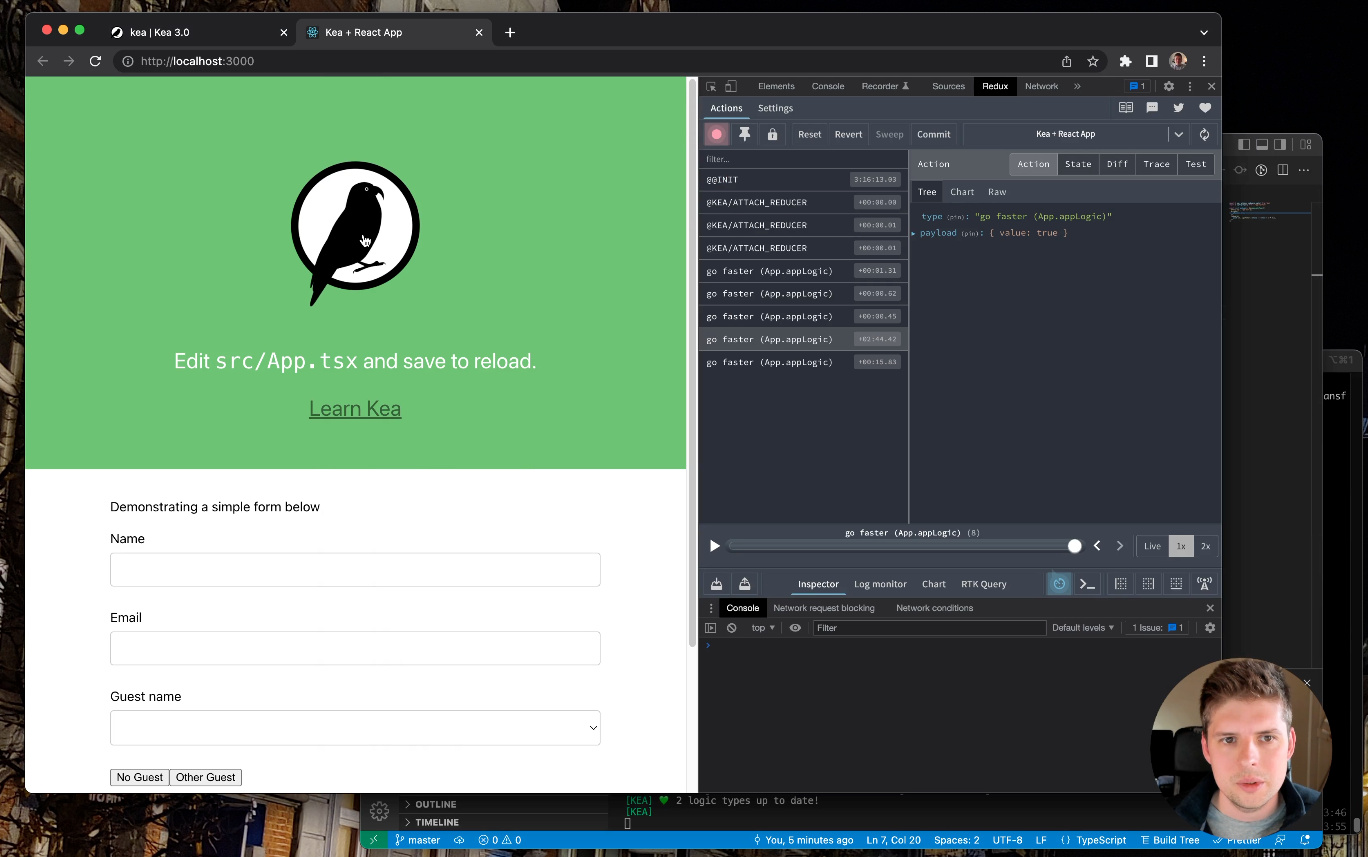 kea | Kea 3.0
Kea + React App
http://localhost:3000
Elements Console Recorder Sources Redux Network » 1
Actions Settings
Reset Revert Sweep Commit Kea + React App
filter...
Action Action State Diff Trace Test
@@INIT 3:16:13.03
Tree Chart Raw
@KEA/ATTACH_REDUCER +00:00.00
type (pin): "go faster (App.appLogic)"
@KEA/ATTACH_REDUCER +00:00.01
payload (pin): { value: true }
@KEA/ATTACH_REDUCER +00:00.01
go faster (App.appLogic) +00:01.31
go faster (App.appLogic) +00:00.62
go faster (App.appLogic) +00:00.45
go faster (App.appLogic) +02:44.42
go faster (App.appLogic) +00:15.83
Edit src/App.tsx and save to reload.
Learn Kea
Demonstrating a simple form below
Name
Email
Guest name
No Guest Other Guest
go faster (App.appLogic) (8)
Live 1x 2x
Inspector Log monitor Chart RTK Query
Console Network request blocking Network conditions
top Filter Default levels 1 Issue: 1
⌥⌘1
ansf
OUTLINE
TIMELINE
[KEA] 💚 2 logic types up to date!
[KEA]
3:46
3:55
master 0 0 You, 5 minutes ago Ln 7, Col 20 Spaces: 2 UTF-8 LF {} TypeScript Build Tree Prettier